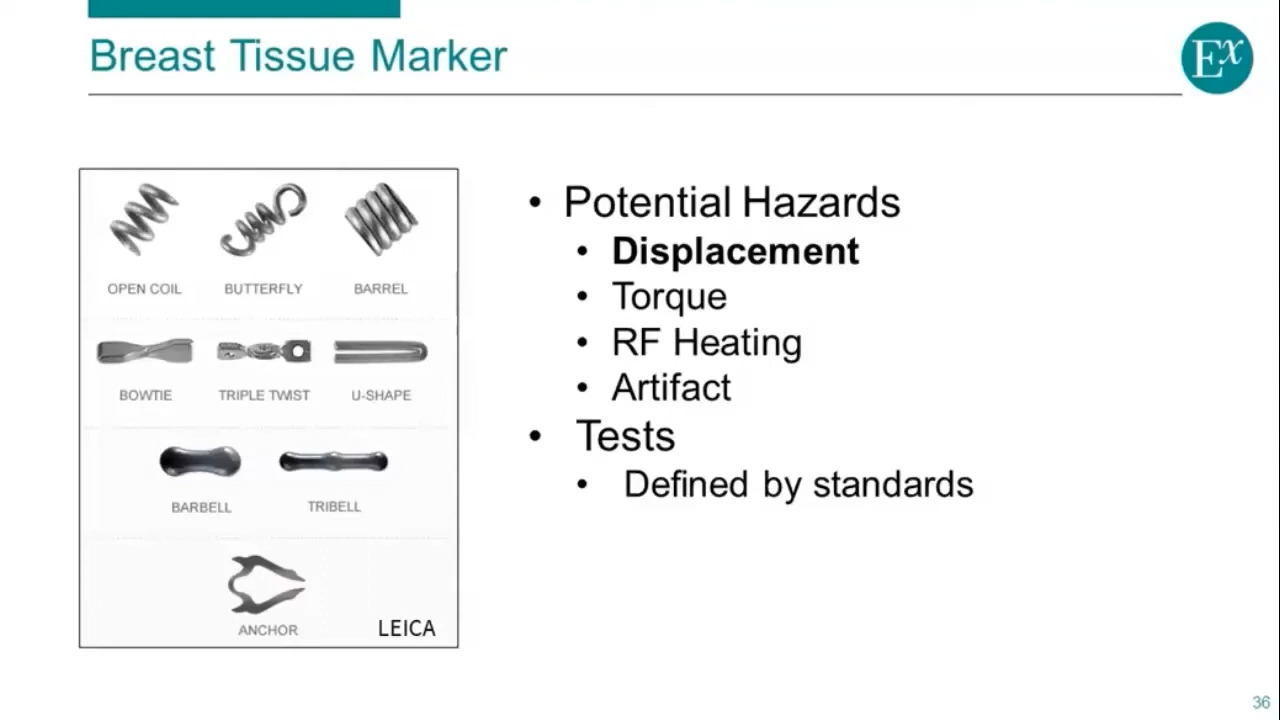 Breast Tissue Marker
Ex
OPEN COIL BUTTERFLY BARREL
BOWTIE TRIPLE TWIST U-SHAPE
BARBELL TRIBELL
ANCHOR
LEICA
• Potential Hazards
• Displacement
• Torque
• RF Heating
• Artifact
• Tests
• Defined by standards
36